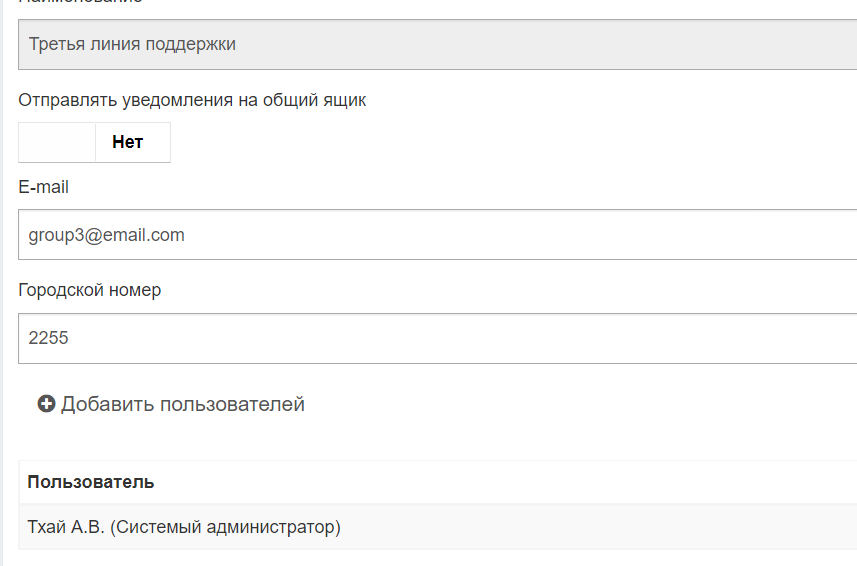 Наименование
Третья линия поддержки
Отправлять уведомления на общий ящик
Нет
E-mail
group3@email.com
Городской номер
2255
Добавить пользователей
Пользователь
Тхай А.В. (Системый администратор)